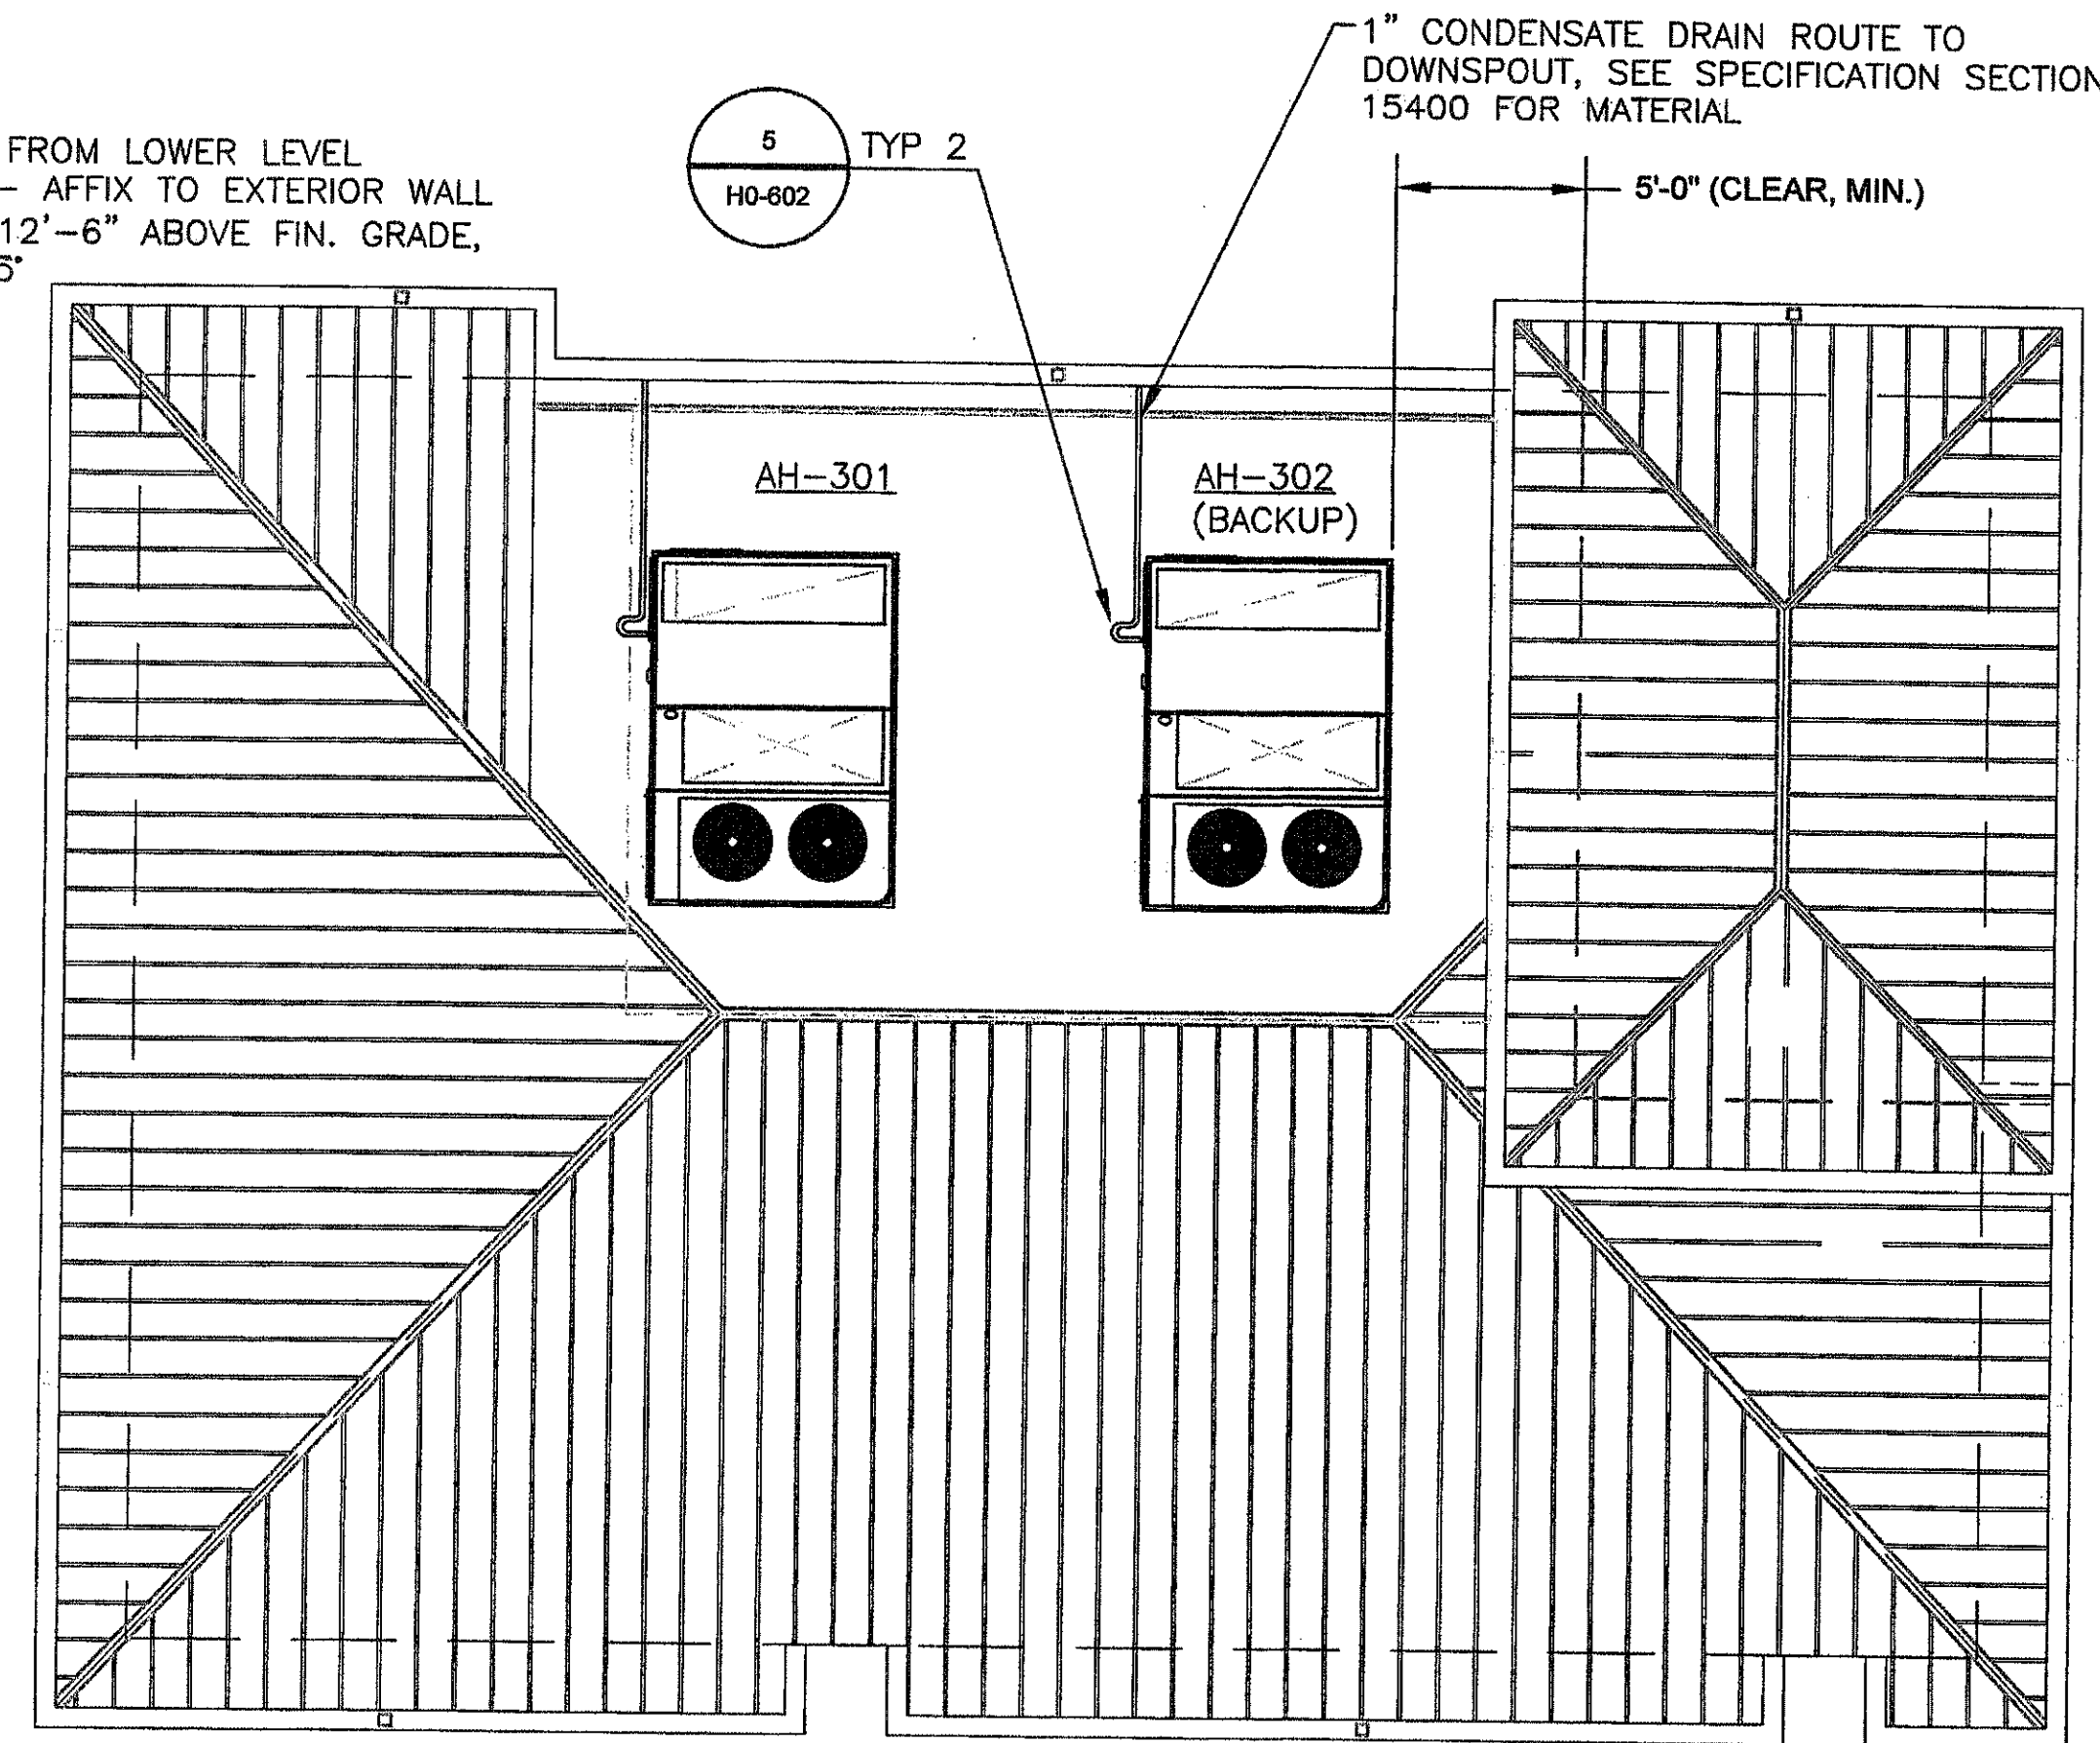 1" CONDENSATE DRAIN ROUTE TO
DOWNSPOUT, SEE SPECIFICATION SECTION
15400 FOR MATERIAL
FROM LOWER LEVEL
- AFFIX TO EXTERIOR WALL
12'-6" ABOVE FIN. GRADE,
5
H0-602
TYP 2
5'-0" (CLEAR, MIN.)
AH-301
AH-302
(BACKUP)